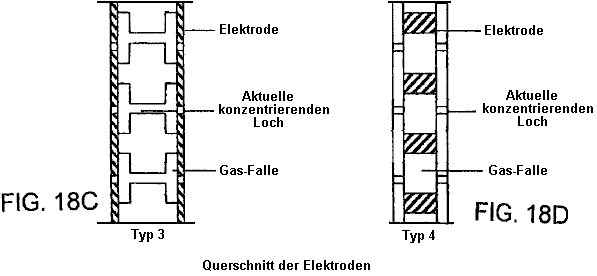 Elektrode
Aktuelle
konzentrierenden
Loch
Gas-Falle
FIG. 18C
Typ 3
Elektrode
Aktuelle
konzentrierenden
Loch
Gas-Falle
FIG. 18D
Typ 4
Querschnitt der Elektroden